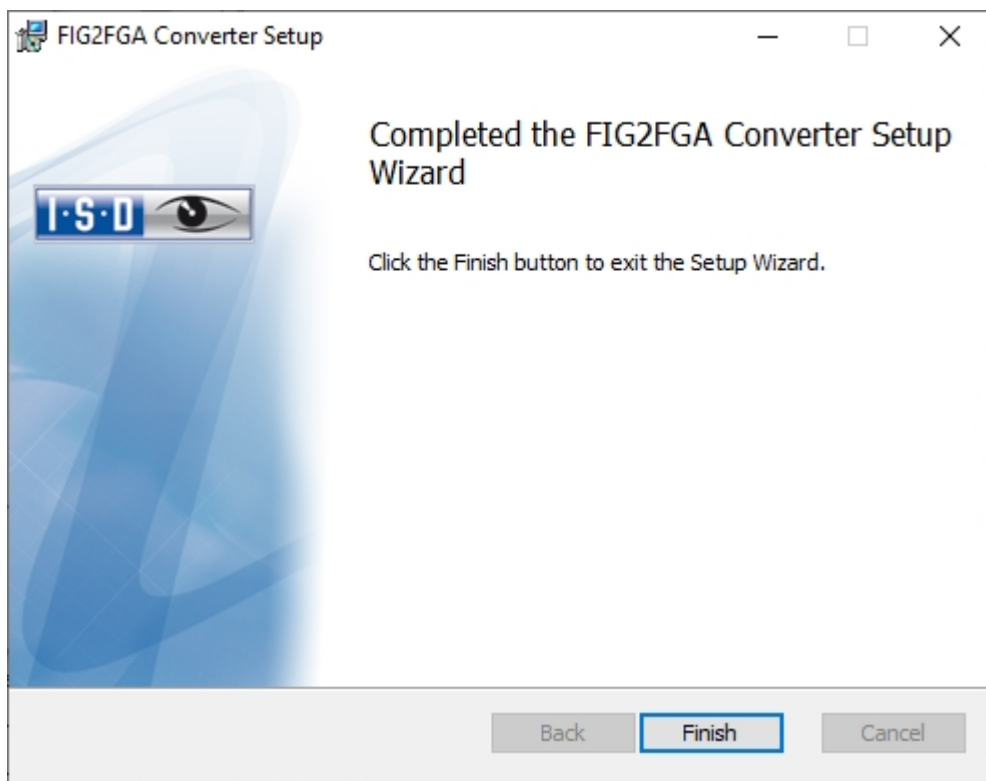 FIG2FGA Converter Setup
Completed the FIG2FGA Converter Setup
Wizard
I·S·D
Click the Finish button to exit the Setup Wizard.
Back
Finish
Cancel